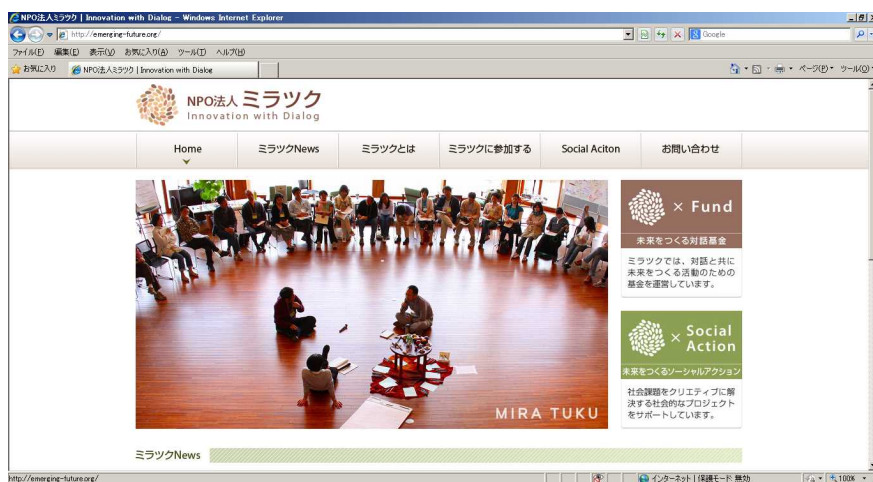 NPO法人ミラツク | Innovation with Dialog - Windows Internet Explorer
http://emerging-future.org/
Google
ファイル(F) 編集(E) 表示(V) お気に入り(A) ツール(T) ヘルプ(H)
お気に入り NPO法人ミラツク | Innovation with Dialog
ページ(P) ツール(O)
NPO法人 ミラツク
Innovation with Dialog
Home ミラツクNews ミラツクとは ミラツクに参加する Social Aciton お問い合わせ
× Fund
未来をつくる対話基金
ミラツクでは、対話と共に
未来をつくる活動のための
基金を運営しています。
× Social
Action
未来をつくるソーシャルアクション
社会課題をクリエティブに解
決する社会的なプロジェクト
をサポートしています。
MIRA TUKU
ミラツクNews
http://emerging-future.org/ インターネット | 保護モード: 無効 100%